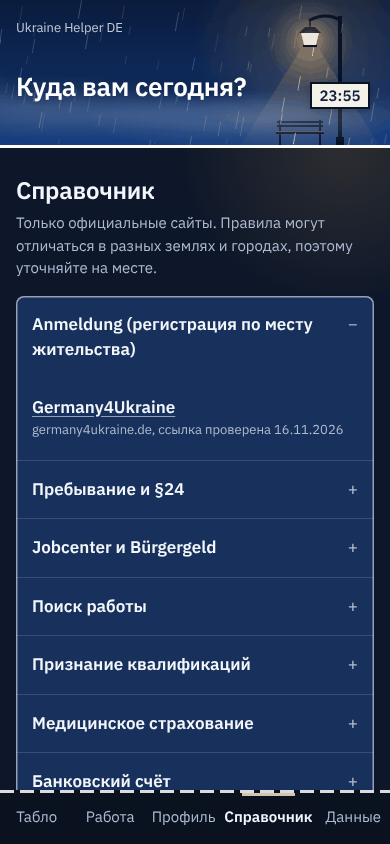 Ukraine Helper DE
Куда вам сегодня?
23:55
Справочник
Только официальные сайты. Правила могут
отличаться в разных землях и городах, поэтому
уточняйте на месте.
Anmeldung (регистрация по месту
жительства)
−
Germany4Ukraine
germany4ukraine.de, ссылка проверена 16.11.2026
Пребывание и §24 +
Jobcenter и Bürgergeld +
Поиск работы +
Признание квалификаций +
Медицинское страхование +
Банковский счёт +
Табло Работа Профиль Справочник Данные